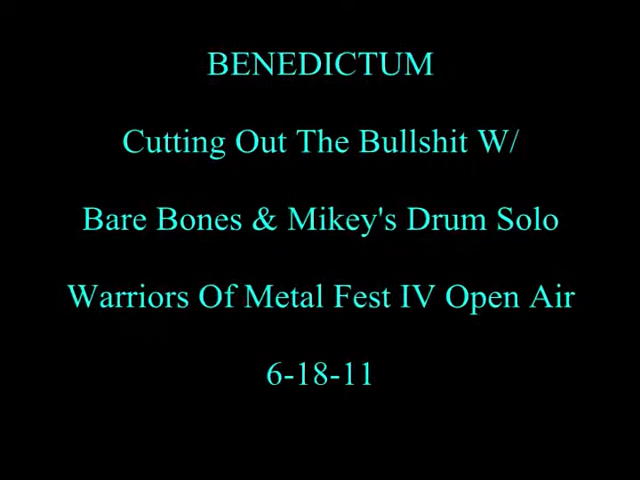 BENEDICTUM
Cutting Out The Bullshit W/
Bare Bones & Mikey's Drum Solo
Warriors Of Metal Fest IV Open Air
6-18-11